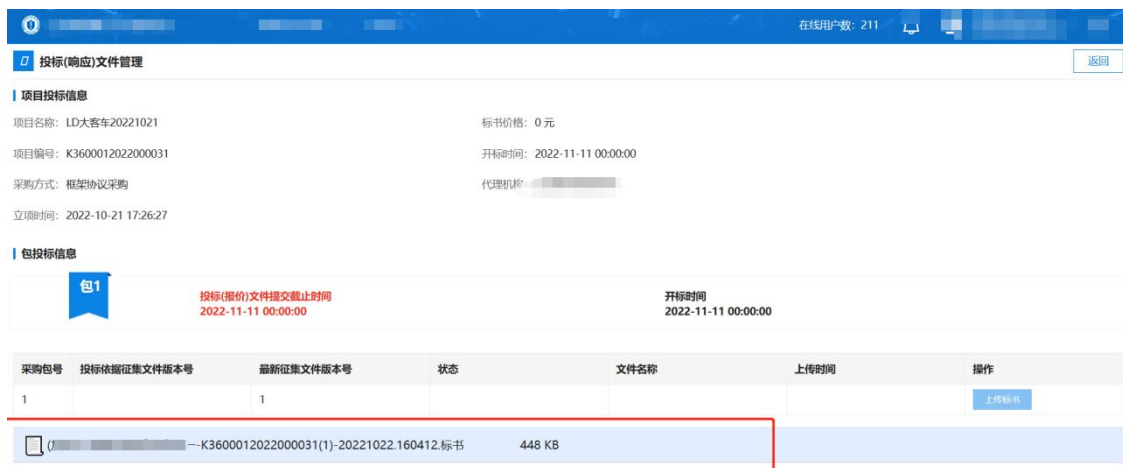 在线用户数：211
投标(响应)文件管理
返回
项目投标信息
项目名称： LD大客车20221021
标书价格： 0 元
项目编号： K3600012022000031
开标时间： 2022-11-11 00:00:00
采购方式： 框架协议采购
代理机构
立项时间： 2022-10-21 17:26:27
包投标信息
包1
投标(报价)文件提交截止时间
开标时间
2022-11-11 00:00:00
2022-11-11 00:00:00
采购包号 投标依据征集文件版本号 最新征集文件版本号 状态 文件名称 上传时间 操作
1 1 上传标书
-K3600012022000031(1)-20221022.160412.标书 448 KB